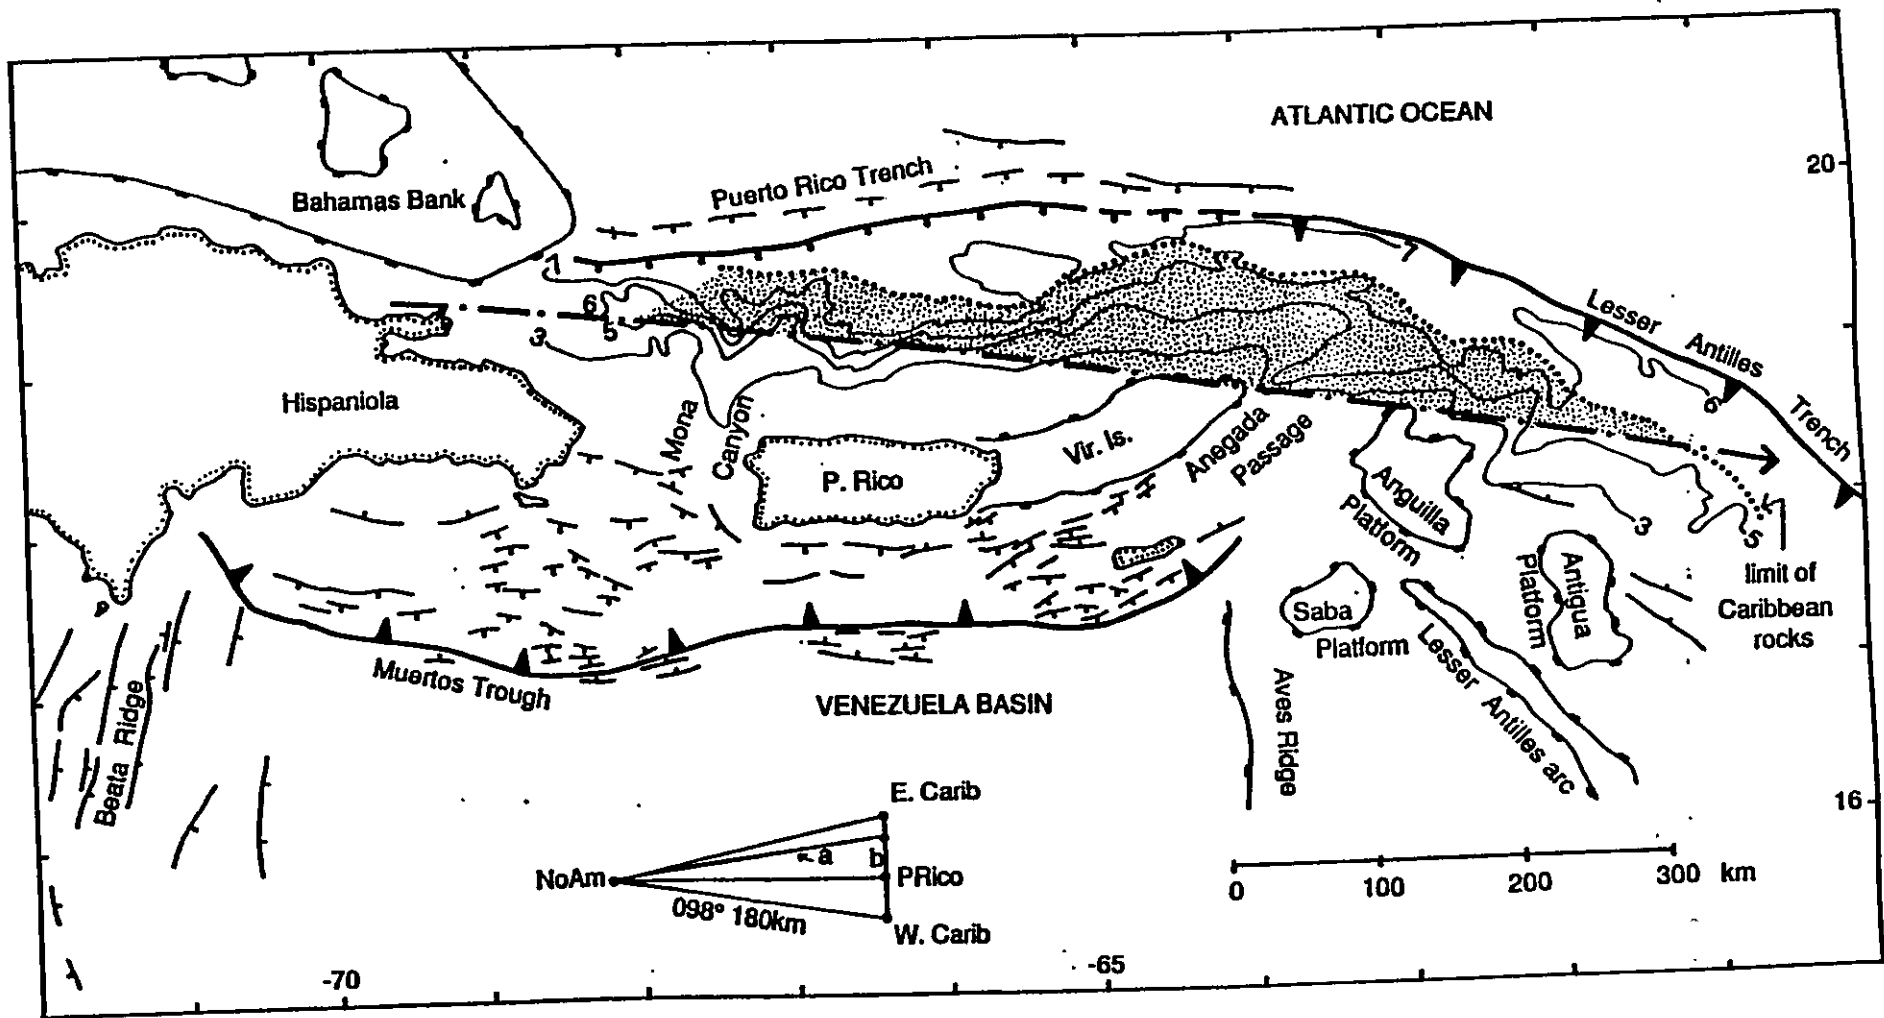 ATLANTIC OCEAN
20
Puerto Rico Trench
Bahamas Bank
7
7
6
5
3
Lesser Antilles Trench
6
Hispaniola
Mona
Canyon
P. Rico
Vir. Is.
Anegada
Passage
Anguilla
Platform
3
5
limit of
Caribbean
rocks
Antigua
Platform
Saba
Platform
Lesser Antilles arc
Muertos Trough
VENEZUELA BASIN
Aves Ridge
Beata Ridge
16
E. Carib
a
b
NoAm
PRico
098° 180km
W. Carib
0
100
200
300 km
-70
-65